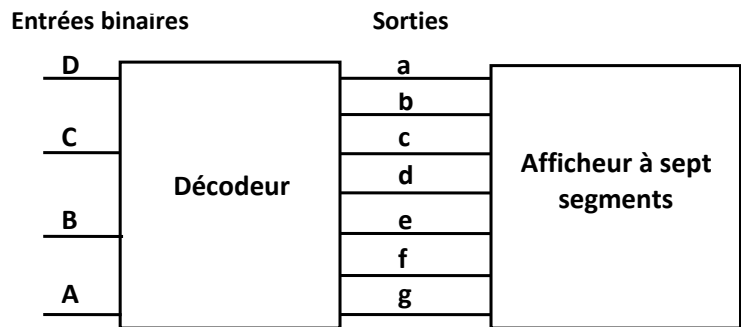 Entrées binaires
Sorties
D
C
B
A
Décodeur
a
b
c
d
e
f
g
Afficheur à sept
segments